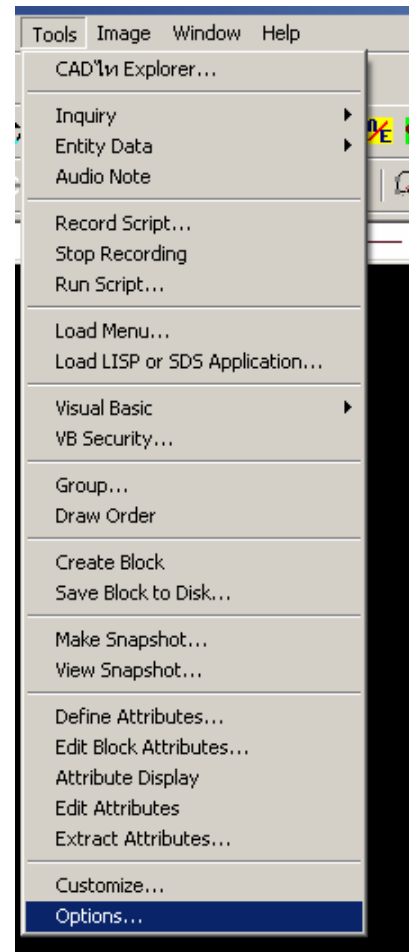 Tools Image Window Help
CADไท Explorer...
Inquiry
Entity Data
Audio Note
Record Script...
Stop Recording
Run Script...
Load Menu...
Load LISP or SDS Application...
Visual Basic
VB Security...
Group...
Draw Order
Create Block
Save Block to Disk...
Make Snapshot...
View Snapshot...
Define Attributes...
Edit Block Attributes...
Attribute Display
Edit Attributes
Extract Attributes...
Customize...
Options...